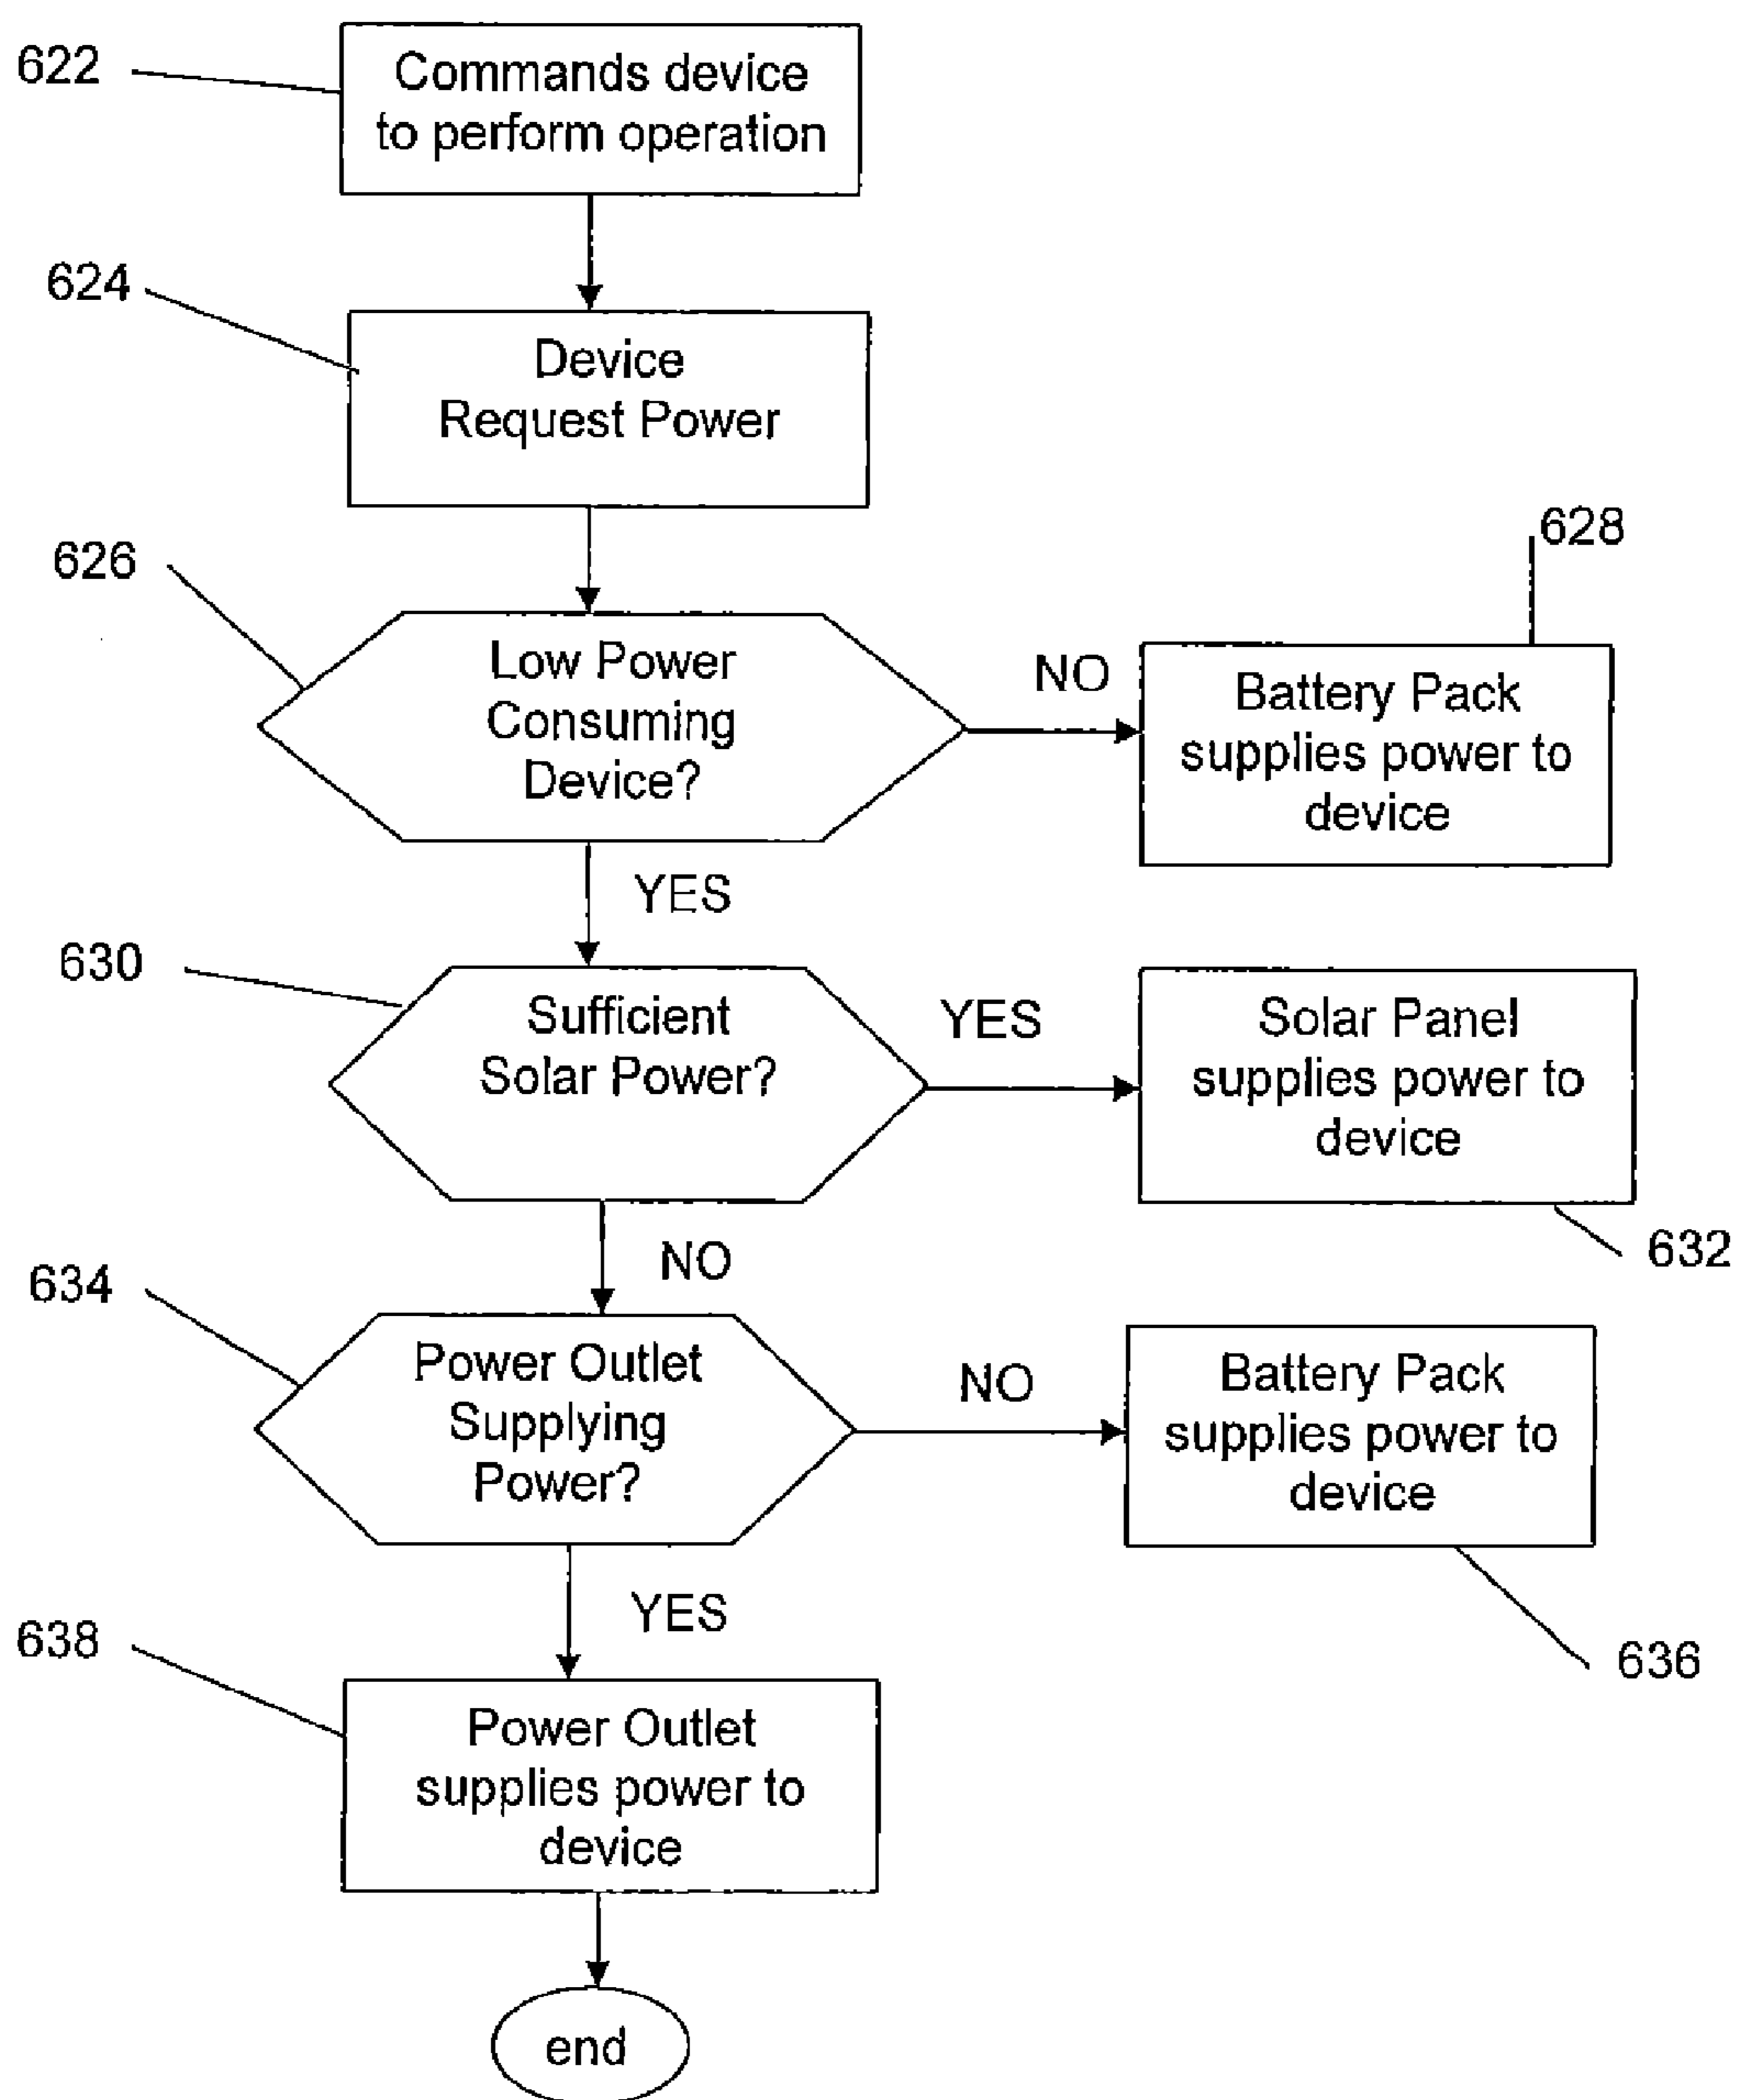 622
Commands device
to perform operation
624
Device
Request Power
626
Low Power
Consuming
Device?
NO
628
Battery Pack
supplies power to
device
YES
630
Sufficient
Solar Power?
YES
Solar Panel
supplies power to
device
632
NO
634
Power Outlet
Supplying
Power?
NO
Battery Pack
supplies power to
device
636
YES
638
Power Outlet
supplies power to
device
end